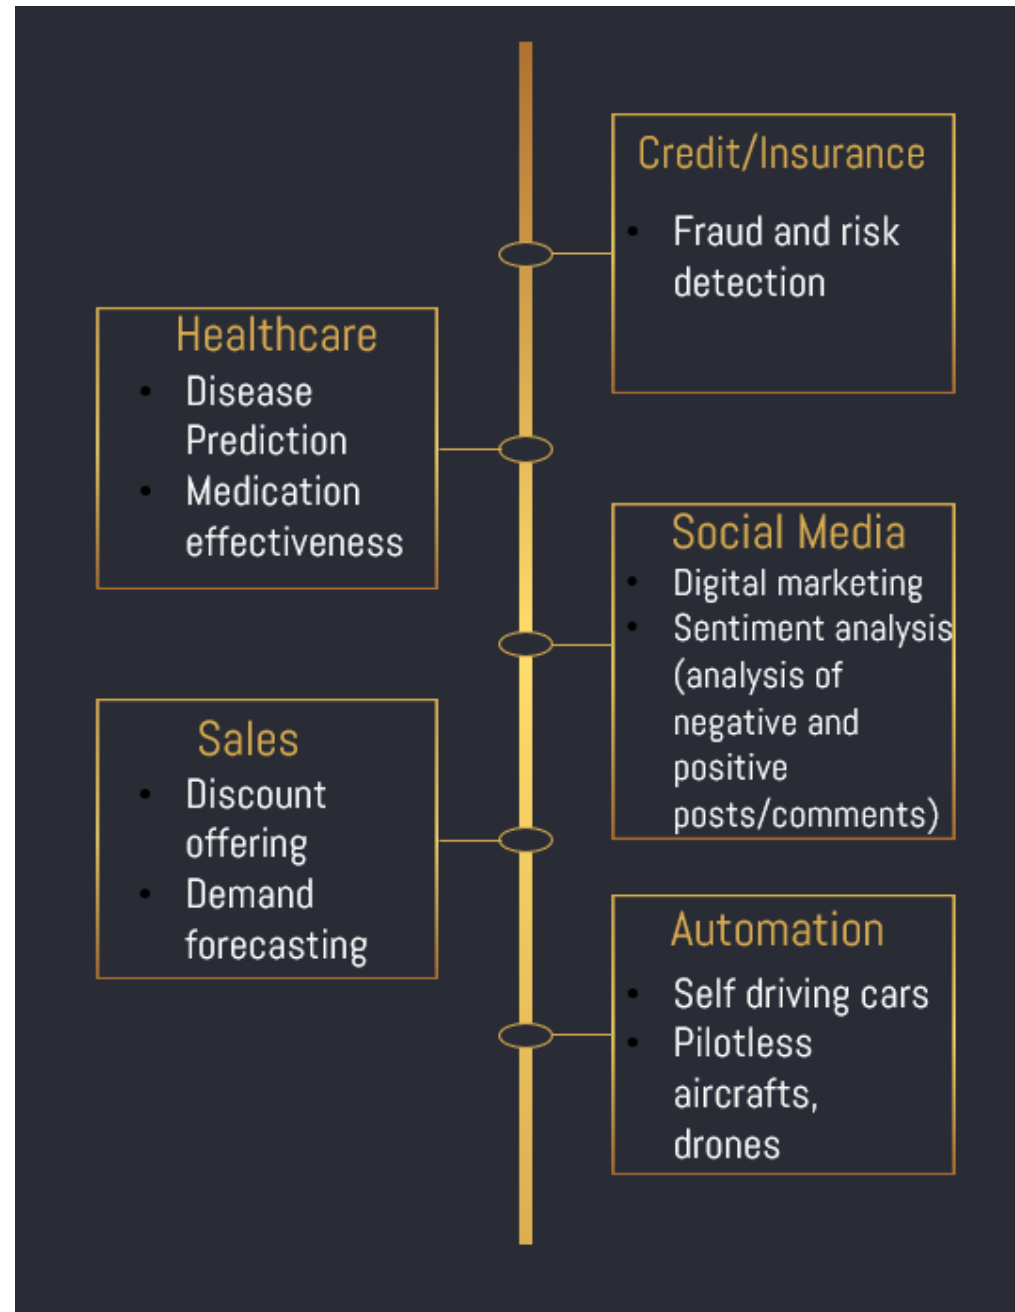 Credit/Insurance
• Fraud and risk
detection
Healthcare
• Disease
Prediction
• Medication
effectiveness
Social Media
• Digital marketing
• Sentiment analysis
(analysis of
negative and
positive
posts/comments)
Sales
• Discount
offering
• Demand
forecasting
Automation
• Self driving cars
• Pilotless
aircrafts,
drones